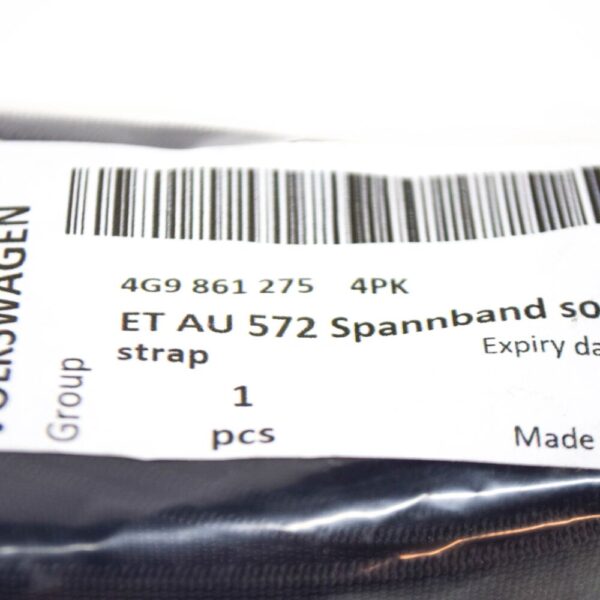 VOLKSWAGEN
Group
4G9 861 275 4PK
ET AU 572 Spannband so
strap
Expiry da
1
pcs
Made